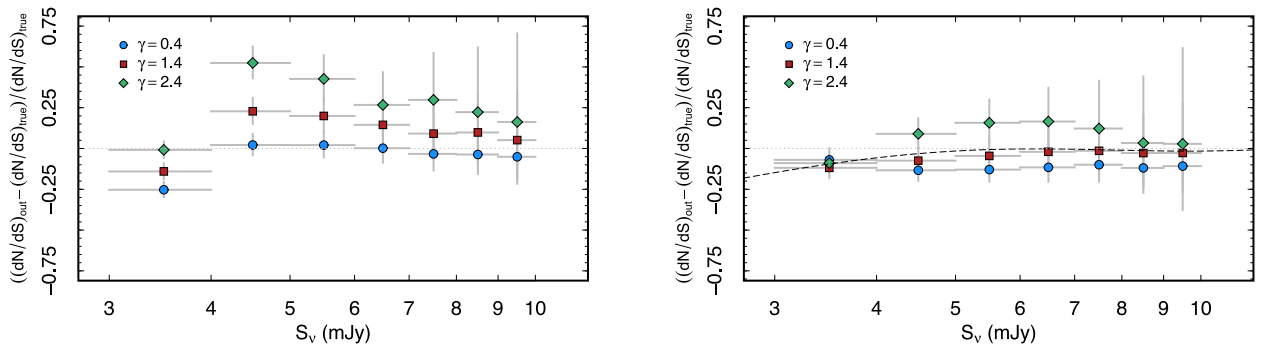 ((dN/dS)out−(dN/dS)true)/(dN/dS)true
0.75
0.25
−0.25
−0.75
γ = 0.4
γ = 1.4
γ = 2.4
3 4 5 6 7 8 9 10
Sν (mJy)
((dN/dS)out−(dN/dS)true)/(dN/dS)true
0.75
0.25
−0.25
−0.75
γ = 0.4
γ = 1.4
γ = 2.4
3 4 5 6 7 8 9 10
Sν (mJy)